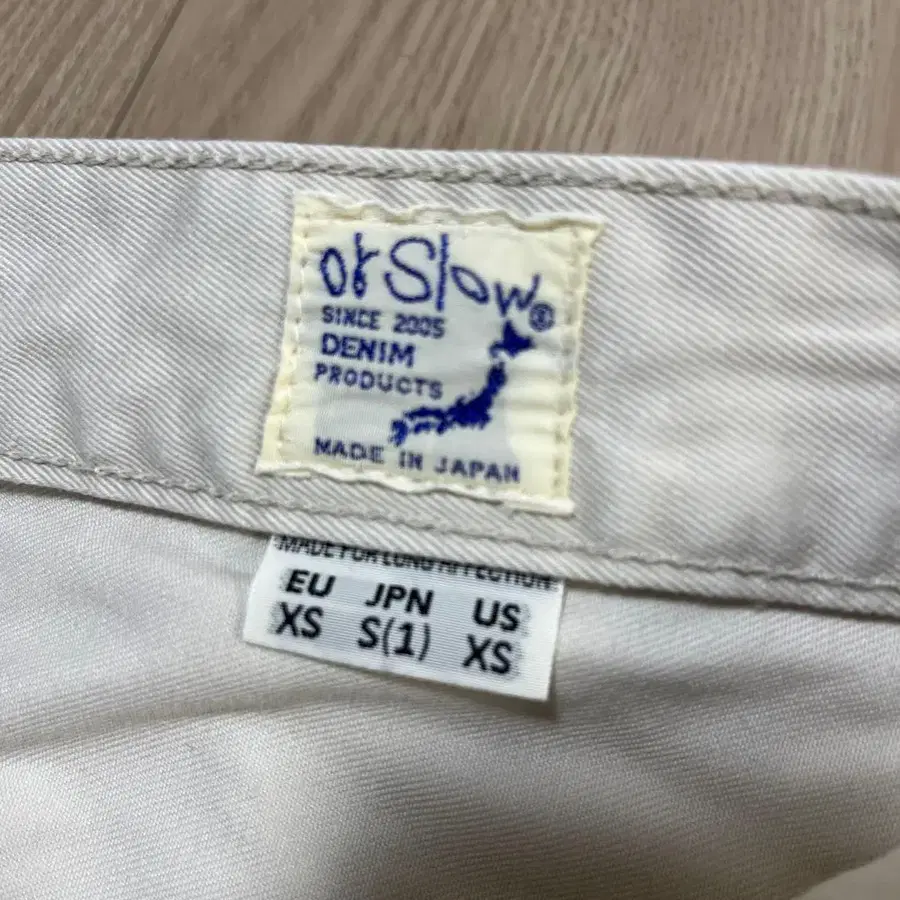 orSlow®
SINCE 2005
DENIM
PRODUCTS
MADE IN JAPAN
MADE FOR LONG AFFECTION
EU JPN US
XS S(1) XS